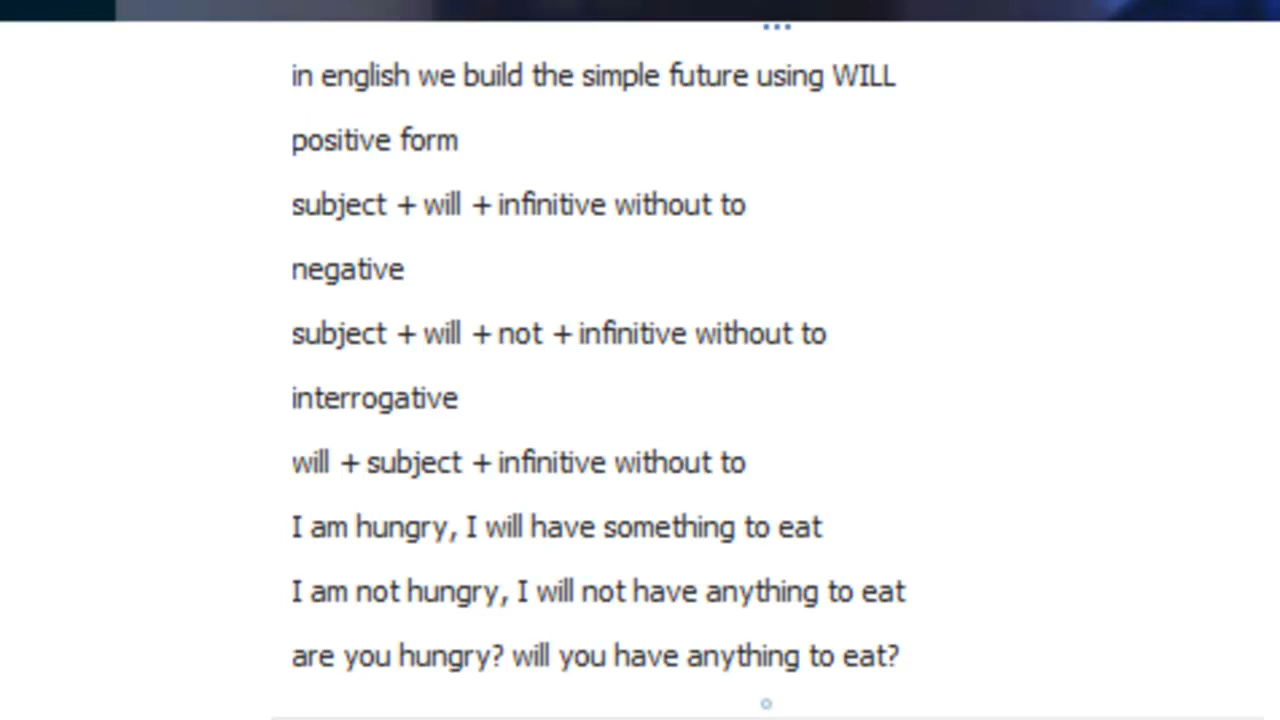 in english we build the simple future using WILL
positive form
subject + will + infinitive without to
negative
subject + will + not + infinitive without to
interrogative
will + subject + infinitive without to
I am hungry, I will have something to eat
I am not hungry, I will not have anything to eat
are you hungry? will you have anything to eat?